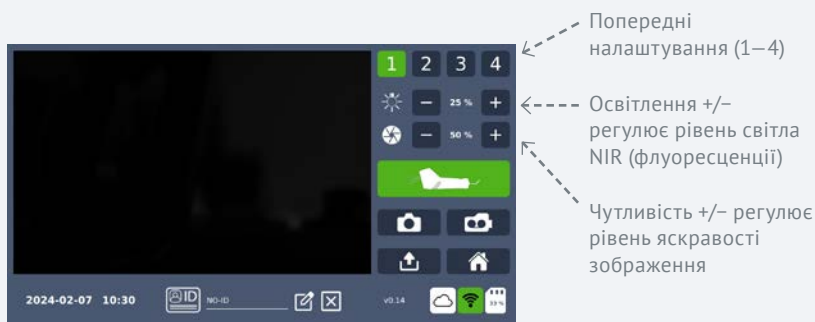 Попередні
налаштування (1—4)
1 2 3 4
− 25 % +
Освітлення +/−
регулює рівень світла
NIR (флуоресценції)
− 50 % +
Чутливість +/− регулює
рівень яскравості
зображення
2024-02-07 10:30 ID NO-ID v0.14 33 %